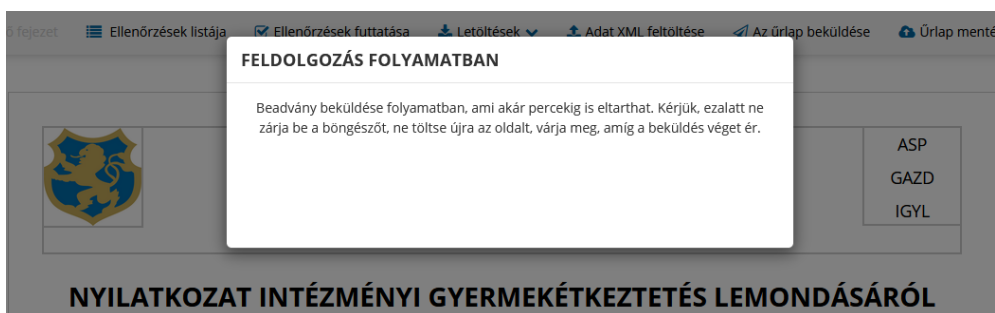 ő fejezet Ellenőrzések listája Ellenőrzések futtatása Letöltések Adat XML feltöltése Az űrlap beküldése Űrlap menté
FELDOLGOZÁS FOLYAMATBAN
Beadvány beküldése folyamatban, ami akár percekig is eltarthat. Kérjük, ezalatt ne
zárja be a böngészőt, ne töltse újra az oldalt, várja meg, amíg a beküldés véget ér.
ASP
GAZD
IGYL
NYILATKOZAT INTÉZMÉNYI GYERMEKÉTKEZTETÉS LEMONDÁSÁRÓL